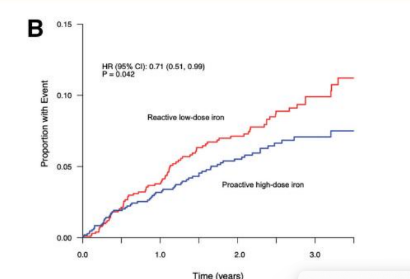 B
0.15
HR (95% CI): 0.71 (0.51, 0.99)
P = 0.042
0.10
Reactive low-dose iron
Proportion with Event
0.05
Proactive high-dose iron
0.00
0.0 1.0 2.0 3.0
Time (years)